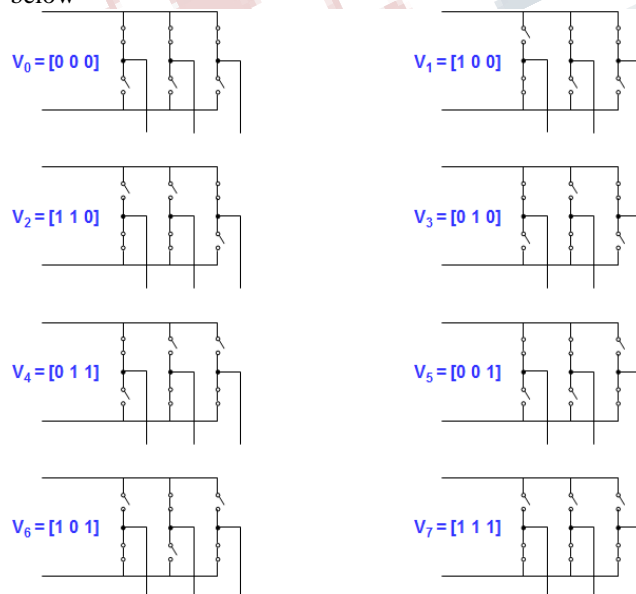 below
V0 = [0 0 0]
V1 = [1 0 0]
V2 = [1 1 0]
V3 = [0 1 0]
V4 = [0 1 1]
V5 = [0 0 1]
V6 = [1 0 1]
V7 = [1 1 1]